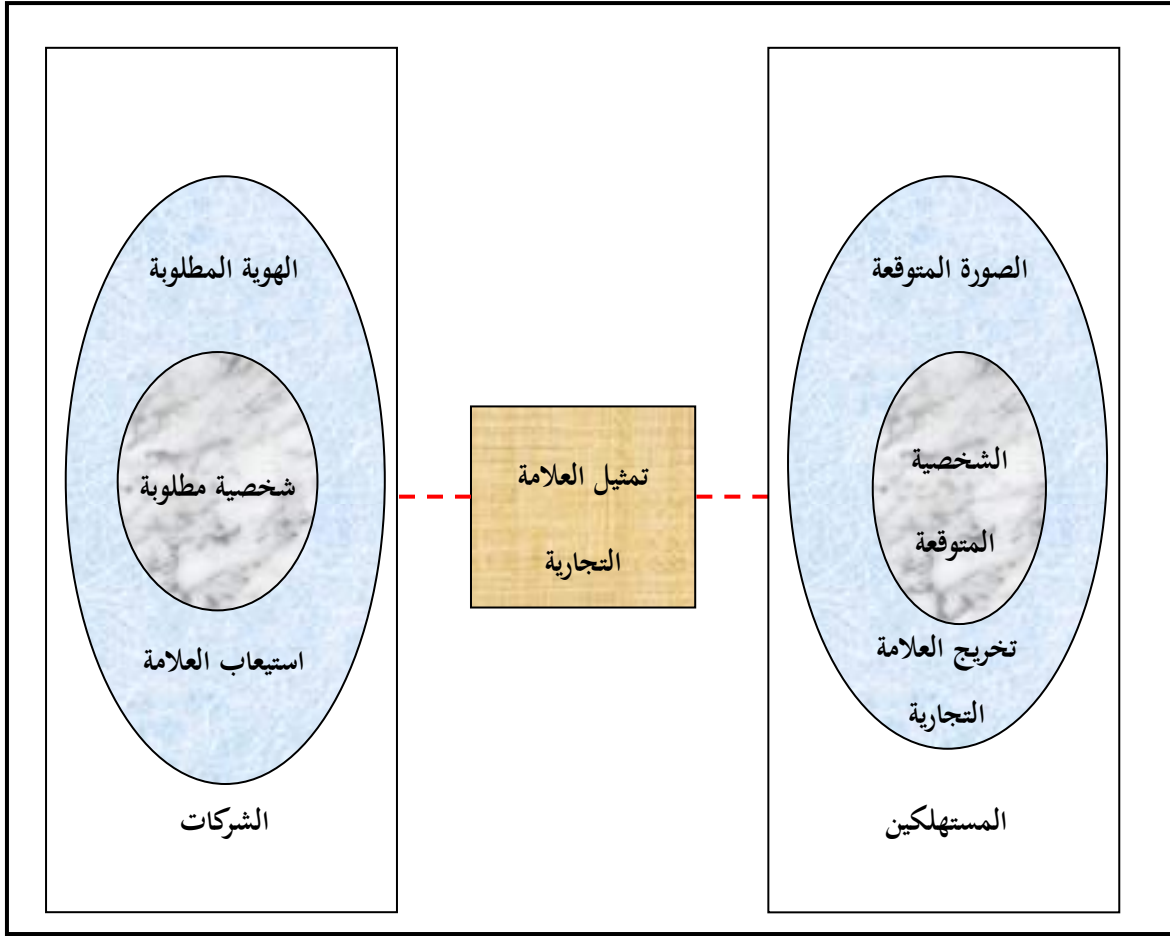 الصورة المتوقعة
الشخصية
المتوقعة
تخريج العلامة
التجارية
المستهلكين
تمثيل العلامة
التجارية
الهوية المطلوبة
شخصية مطلوبة
استيعاب العلامة
الشركات